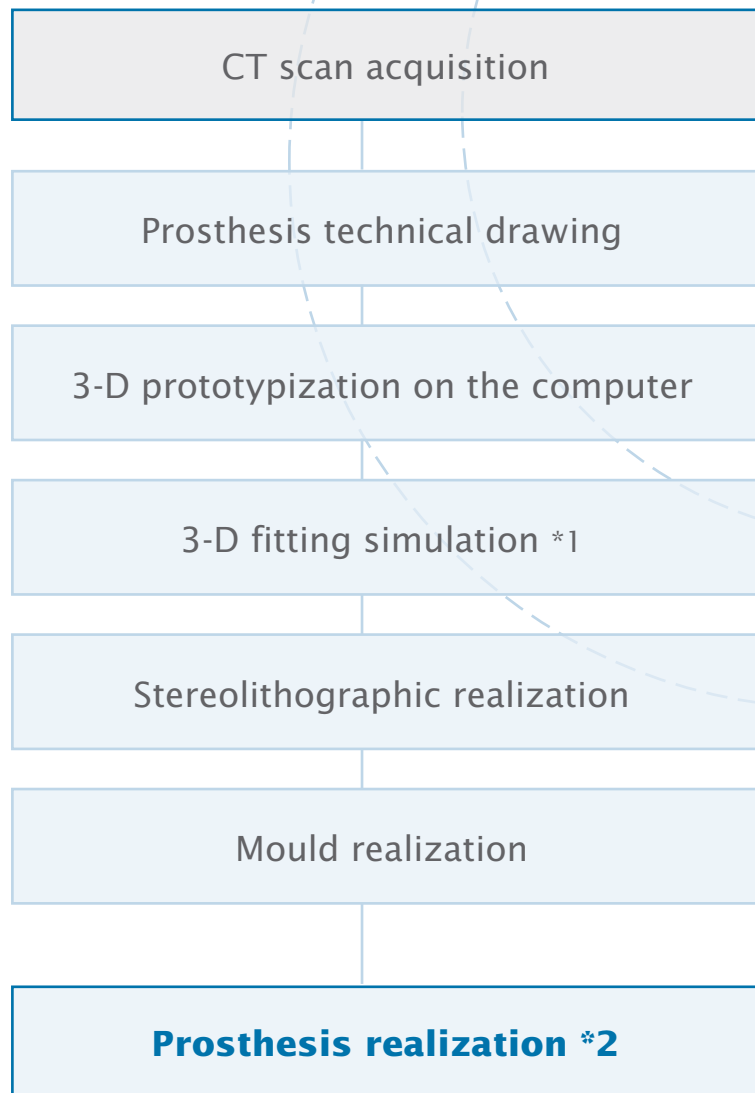 CT scan acquisition
Prosthesis technical drawing
3-D prototypization on the computer
3-D fitting simulation *1
Stereolithographic realization
Mould realization
Prosthesis realization *2